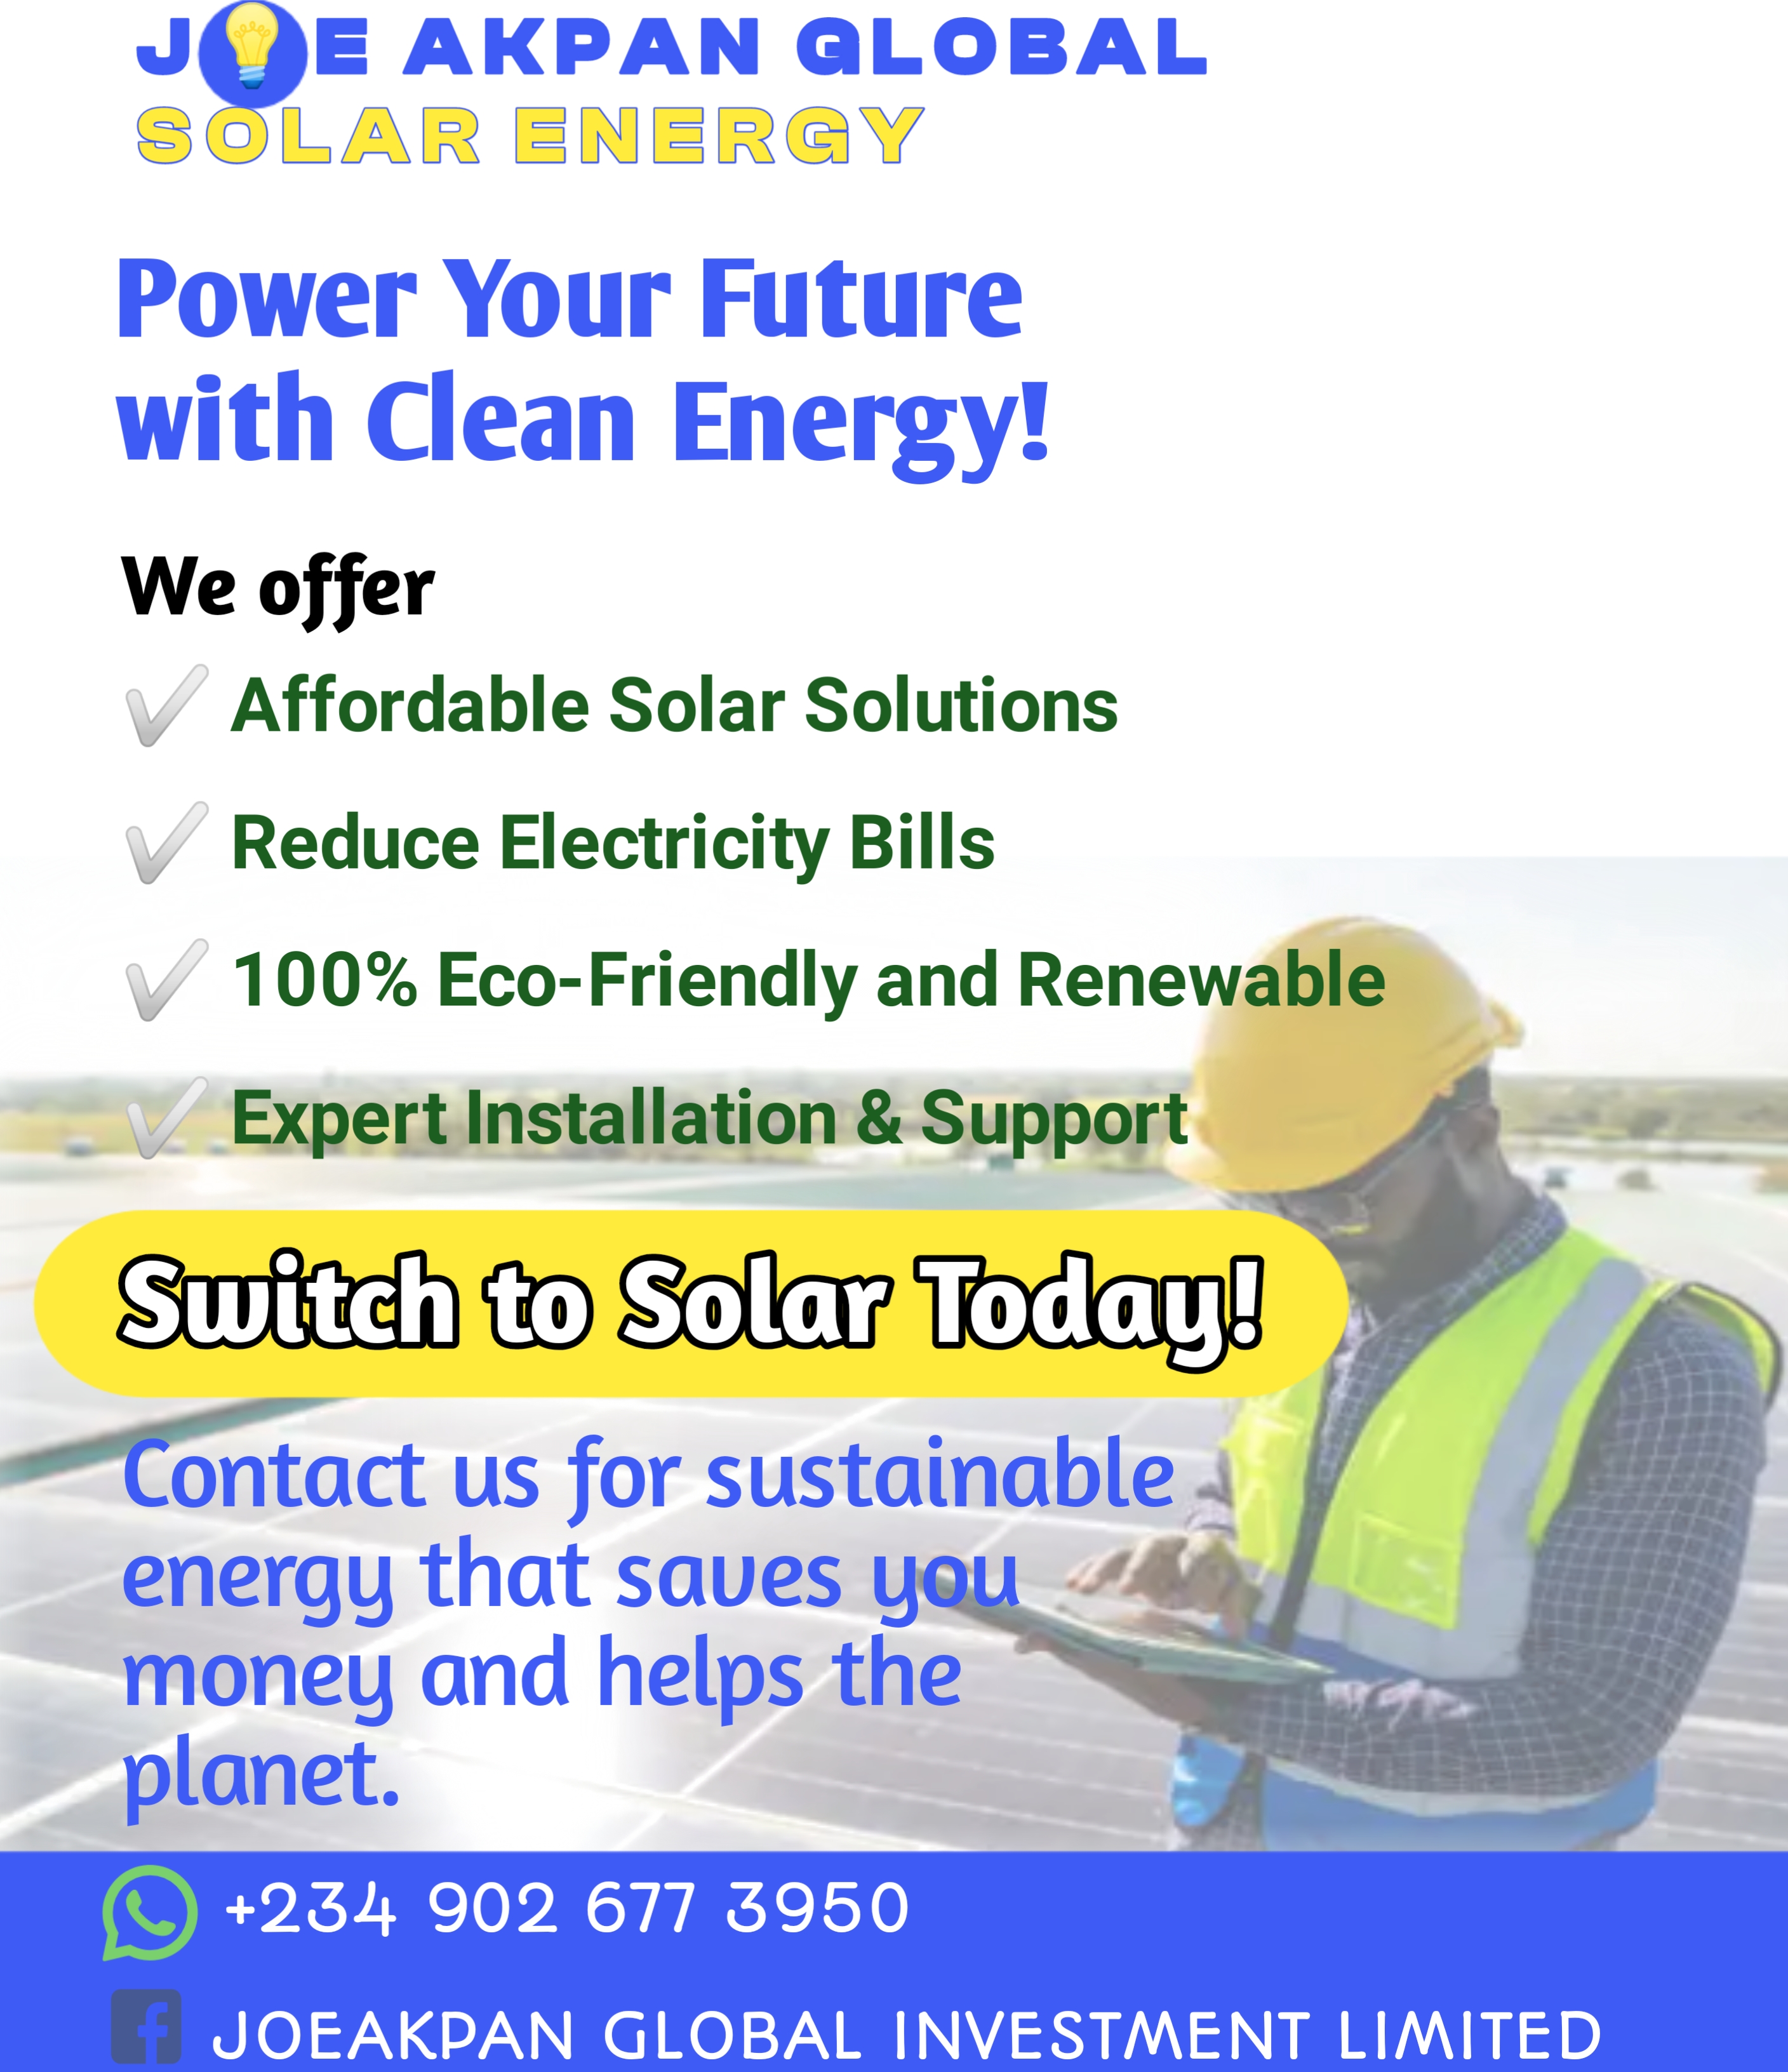 JOE AKPAN GLOBAL
SOLAR ENERGY
Power Your Future
with Clean Energy!
We offer
✔ Affordable Solar Solutions
✔ Reduce Electricity Bills
✔ 100% Eco-Friendly and Renewable
✔ Expert Installation & Support
Switch to Solar Today!
Contact us for sustainable
energy that saves you
money and helps the
planet.
+234 902 677 3950
JOEAKPAN GLOBAL INVESTMENT LIMITED